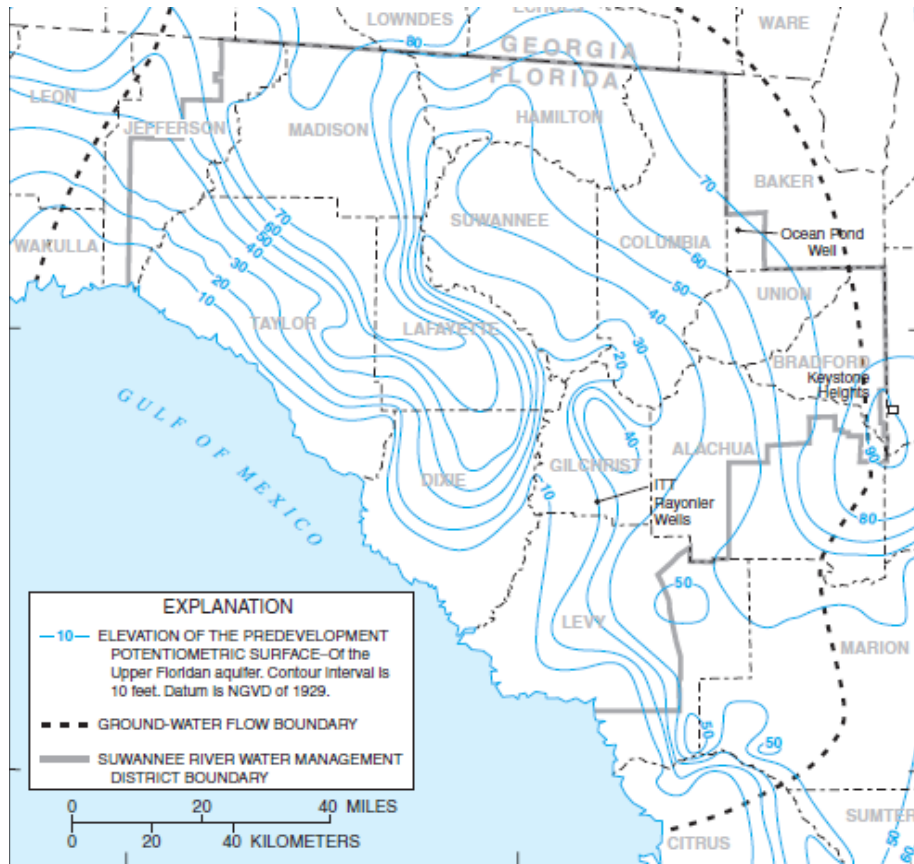 LOWNDES
ECHOLS
WARE
80
GEORGIA
FLORIDA
LEON
JEFFERSON
MADISON
HAMILTON
BAKER
70
WAKULLA
SUWANNEE
COLUMBIA
Ocean Pond
Well
70
60
50
40
30
20
10
60
50
UNION
TAYLOR
LAFAYETTE
40
30
20
BRADFORD
Keystone
Heights
GULF OF MEXICO
40
ALACHUA
90
GILCHRIST
DIXIE
10
ITT
Rayonier
Wells
80
50
LEVY
MARION
50
50
CITRUS
SUMTER
50
60
EXPLANATION
10
ELEVATION OF THE PREDEVELOPMENT
POTENTIOMETRIC SURFACE–Of the
Upper Floridan aquifer. Contour interval is
10 feet. Datum is NGVD of 1929.
GROUND-WATER FLOW BOUNDARY
SUWANNEE RIVER WATER MANAGEMENT
DISTRICT BOUNDARY
0 20 40 MILES
0 20 40 KILOMETERS